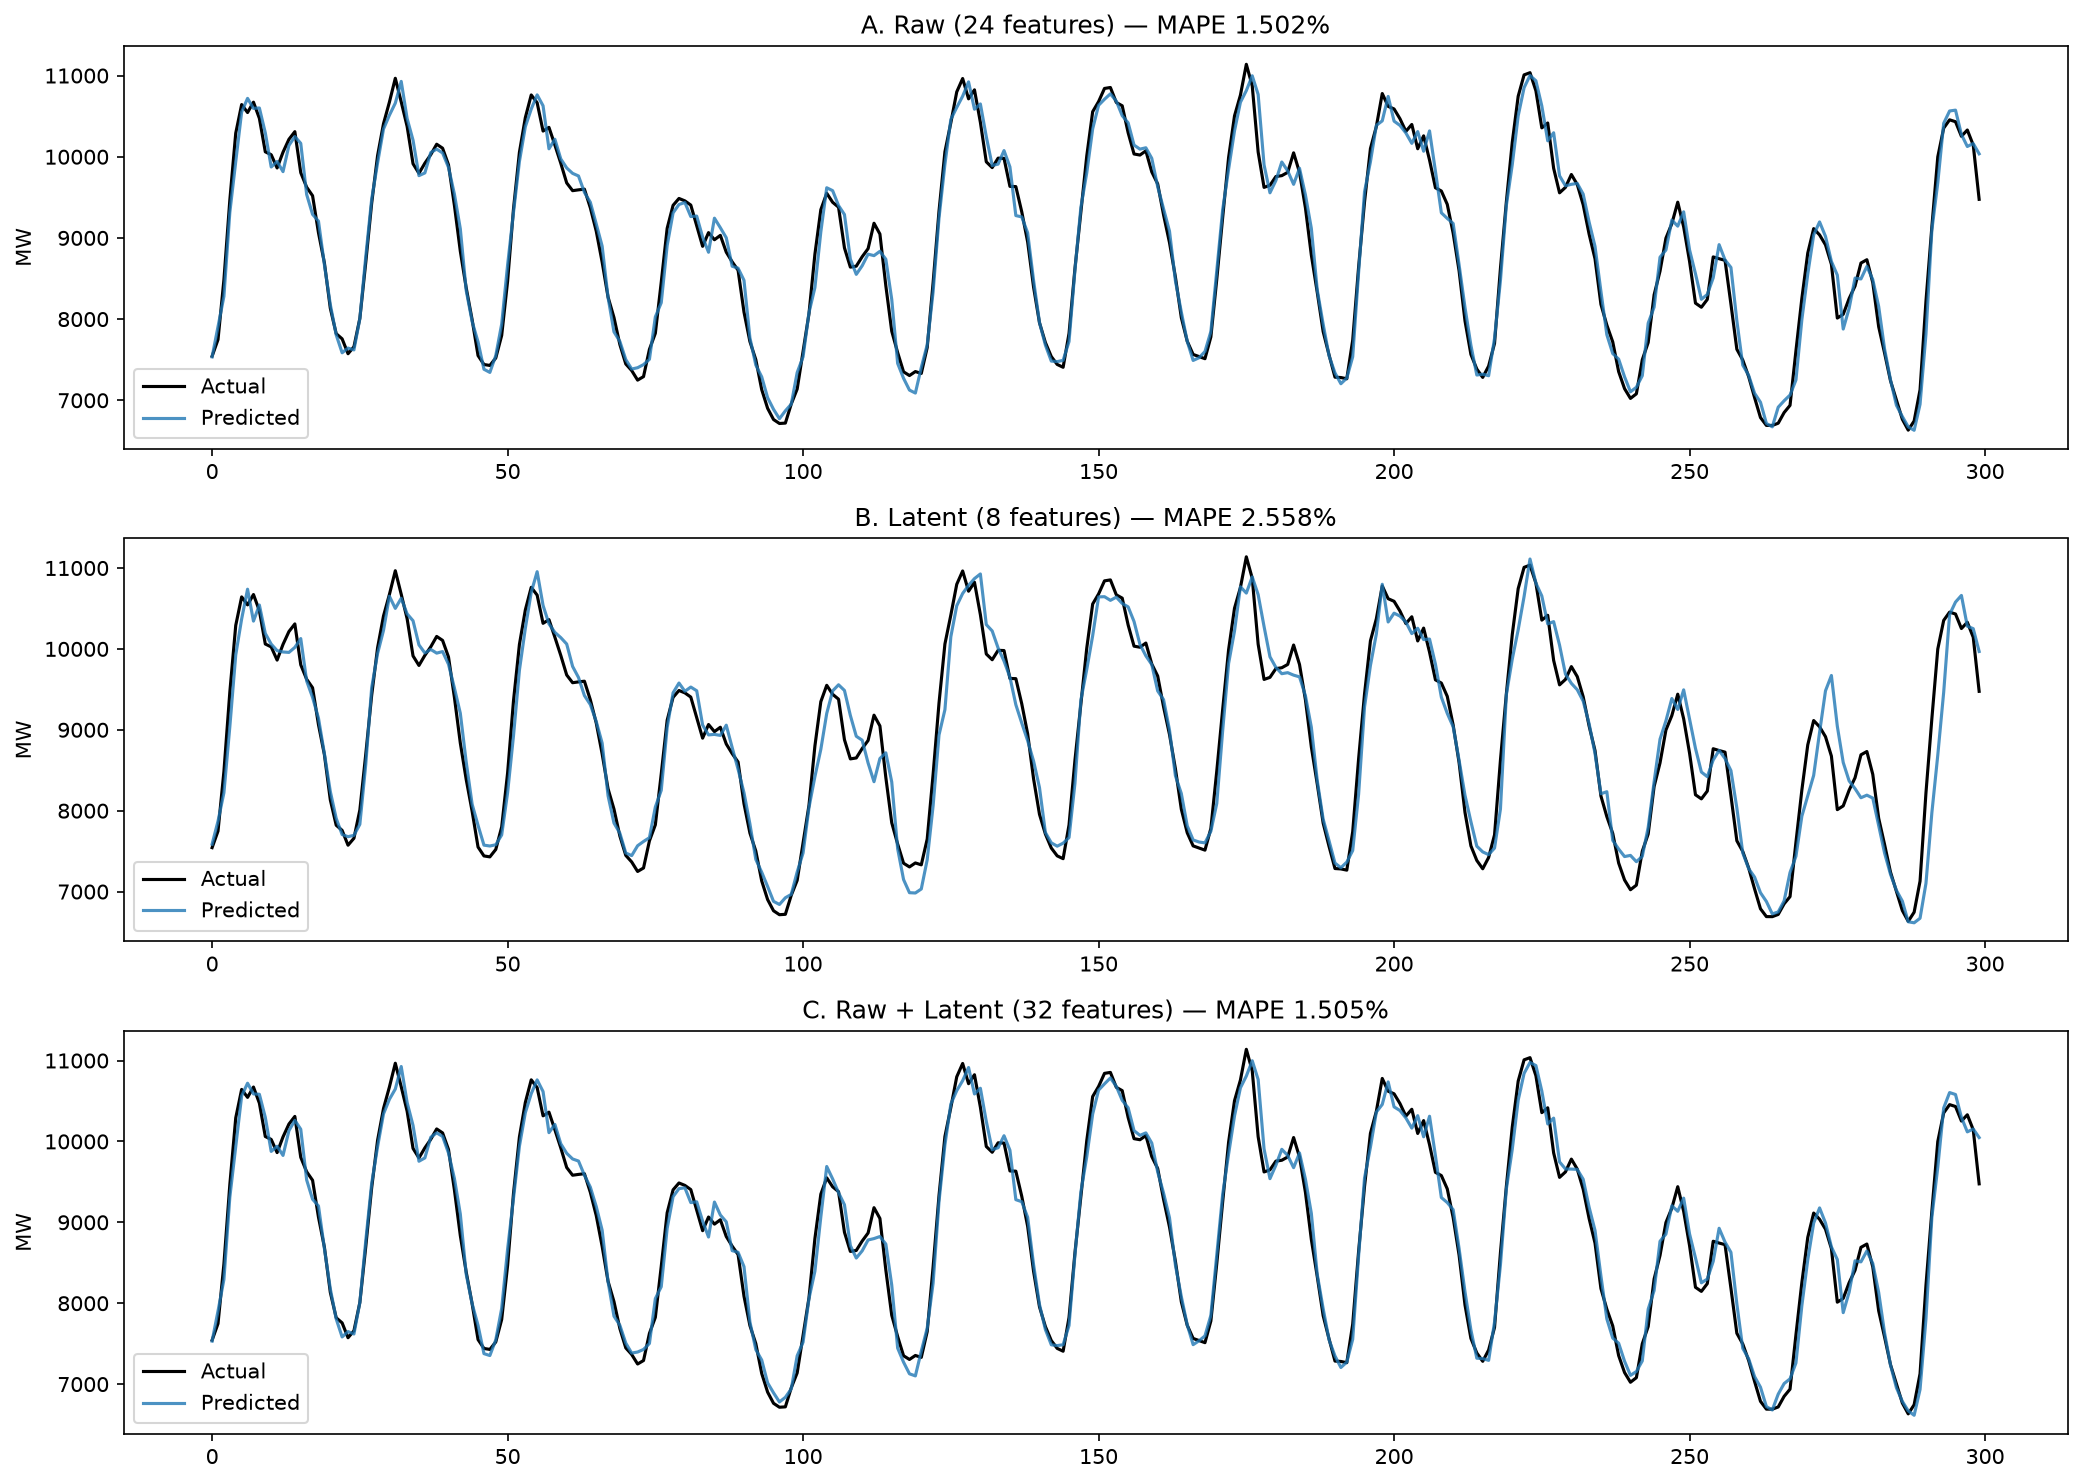 A. Raw (24 features) — MAPE 1.502%
11000
10000
9000
8000
7000
MW
Actual
Predicted
0 50 100 150 200 250 300
B. Latent (8 features) — MAPE 2.558%
11000
10000
9000
8000
7000
MW
Actual
Predicted
0 50 100 150 200 250 300
C. Raw + Latent (32 features) — MAPE 1.505%
11000
10000
9000
8000
7000
MW
Actual
Predicted
0 50 100 150 200 250 300